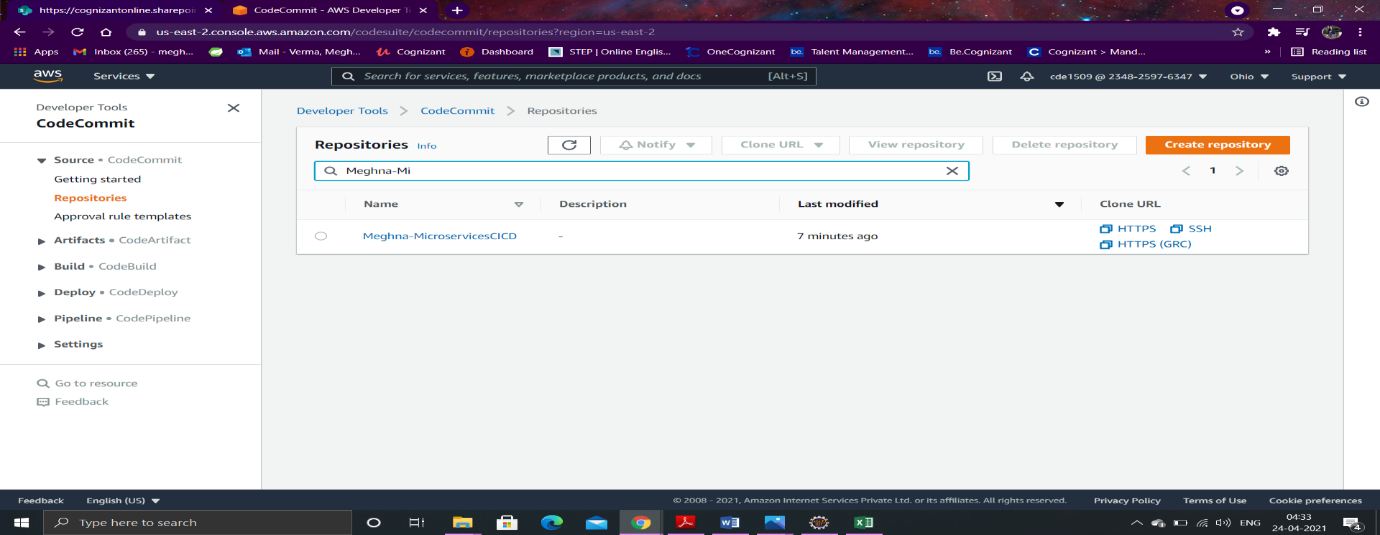 https://cognizantonline.sharepoi
CodeCommit - AWS Developer T
us-east-2.console.aws.amazon.com/codesuite/codecommit/repositories?region=us-east-2
Apps
Inbox (265) - megh...
Mail - Verma, Megh...
Cognizant
Dashboard
STEP | Online Englis...
OneCognizant
Talent Management...
Be.Cognizant
Cognizant > Mand...
»
Reading list
aws
Services
Search for services, features, marketplace products, and docs
[Alt+S]
cde1509 @ 2348-2597-6347
Ohio
Support
Developer Tools
CodeCommit
Source • CodeCommit
Getting started
Repositories
Approval rule templates
Artifacts • CodeArtifact
Build • CodeBuild
Deploy • CodeDeploy
Pipeline • CodePipeline
Settings
Go to resource
Feedback
Developer Tools > CodeCommit > Repositories
Repositories Info
Notify
Clone URL
View repository
Delete repository
Create repository
Meghna-Mi
< 1 >
Name
Description
Last modified
Clone URL
Meghna-MicroservicesCICD
-
7 minutes ago
HTTPS
SSH
HTTPS (GRC)
Feedback
English (US)
© 2008 - 2021, Amazon Internet Services Private Ltd. or its affiliates. All rights reserved.
Privacy Policy
Terms of Use
Cookie preferences
Type here to search
ENG
04:33
24-04-2021
4